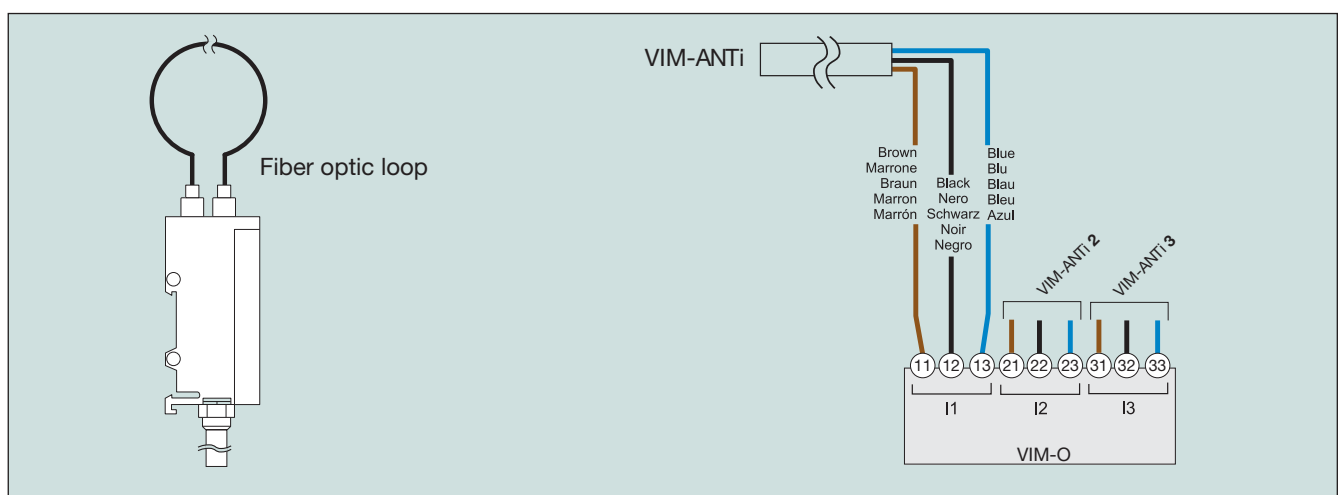 VIM-ANTi
Fiber optic loop
Brown
Marrone
Braun
Marron
Marrón
Black
Nero
Schwarz
Noir
Negro
Blue
Blu
Blau
Bleu
Azul
VIM-ANTi 2
VIM-ANTi 3
11 12 13 21 22 23 31 32 33
I1 I2 I3
VIM-O